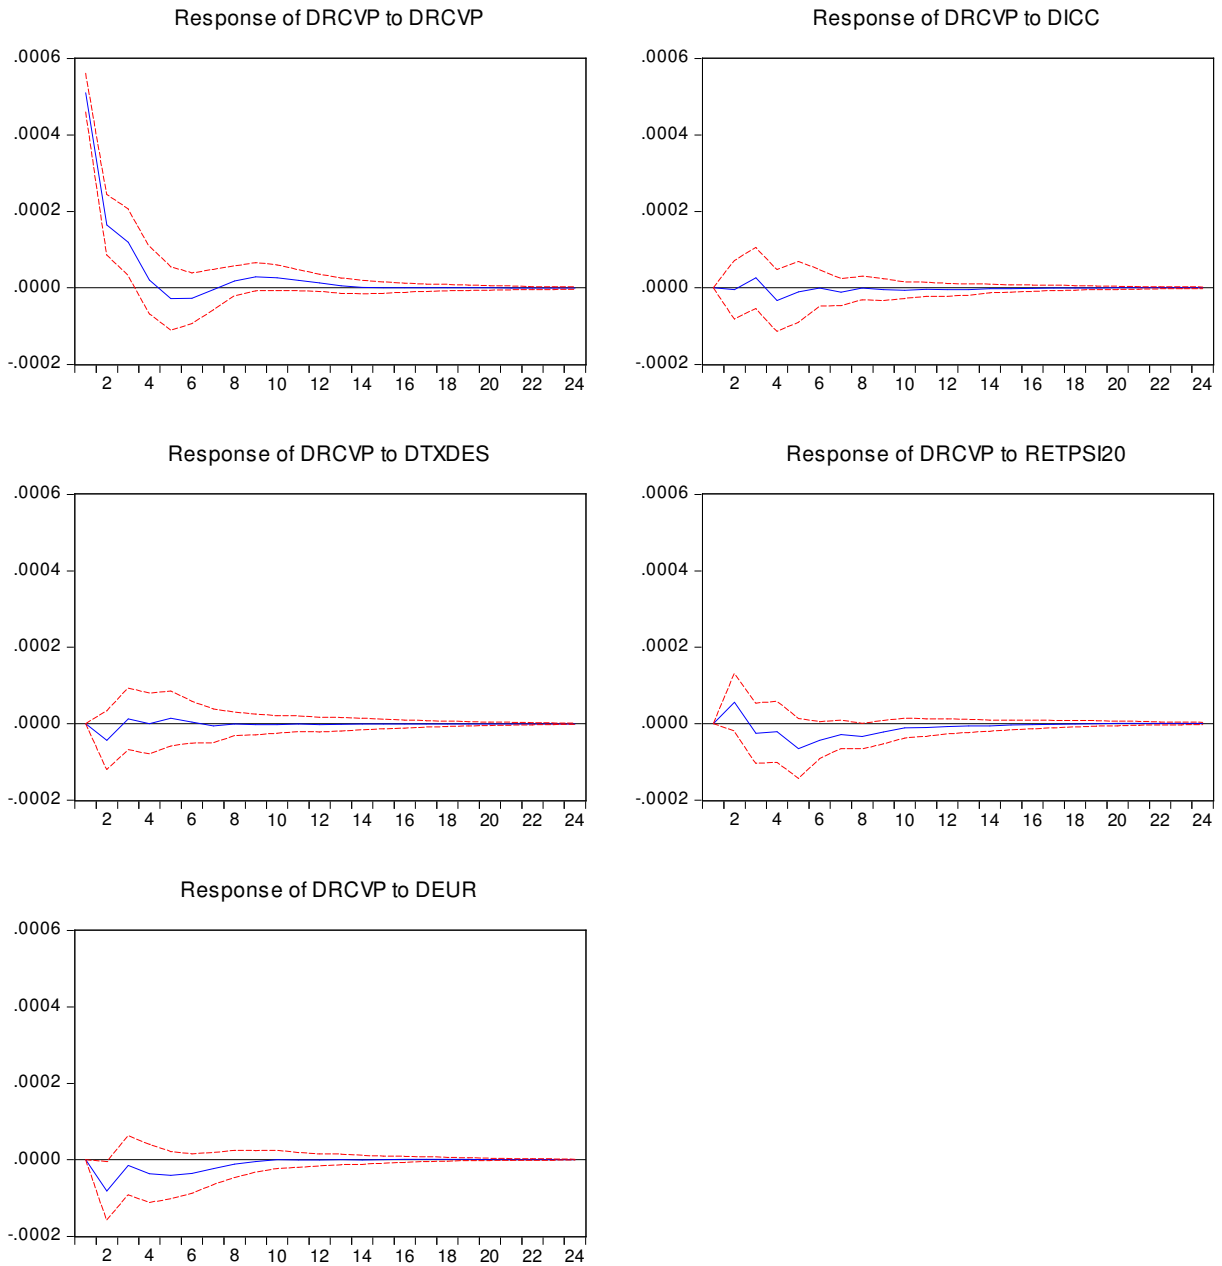 Response of DRCVP to DRCVP
.0006
.0004
.0002
.0000
-.0002
2 4 6 8 10 12 14 16 18 20 22 24
Response of DRCVP to DICC
.0006
.0004
.0002
.0000
-.0002
2 4 6 8 10 12 14 16 18 20 22 24
Response of DRCVP to DTXDES
.0006
.0004
.0002
.0000
-.0002
2 4 6 8 10 12 14 16 18 20 22 24
Response of DRCVP to RETPSI20
.0006
.0004
.0002
.0000
-.0002
2 4 6 8 10 12 14 16 18 20 22 24
Response of DRCVP to DEUR
.0006
.0004
.0002
.0000
-.0002
2 4 6 8 10 12 14 16 18 20 22 24